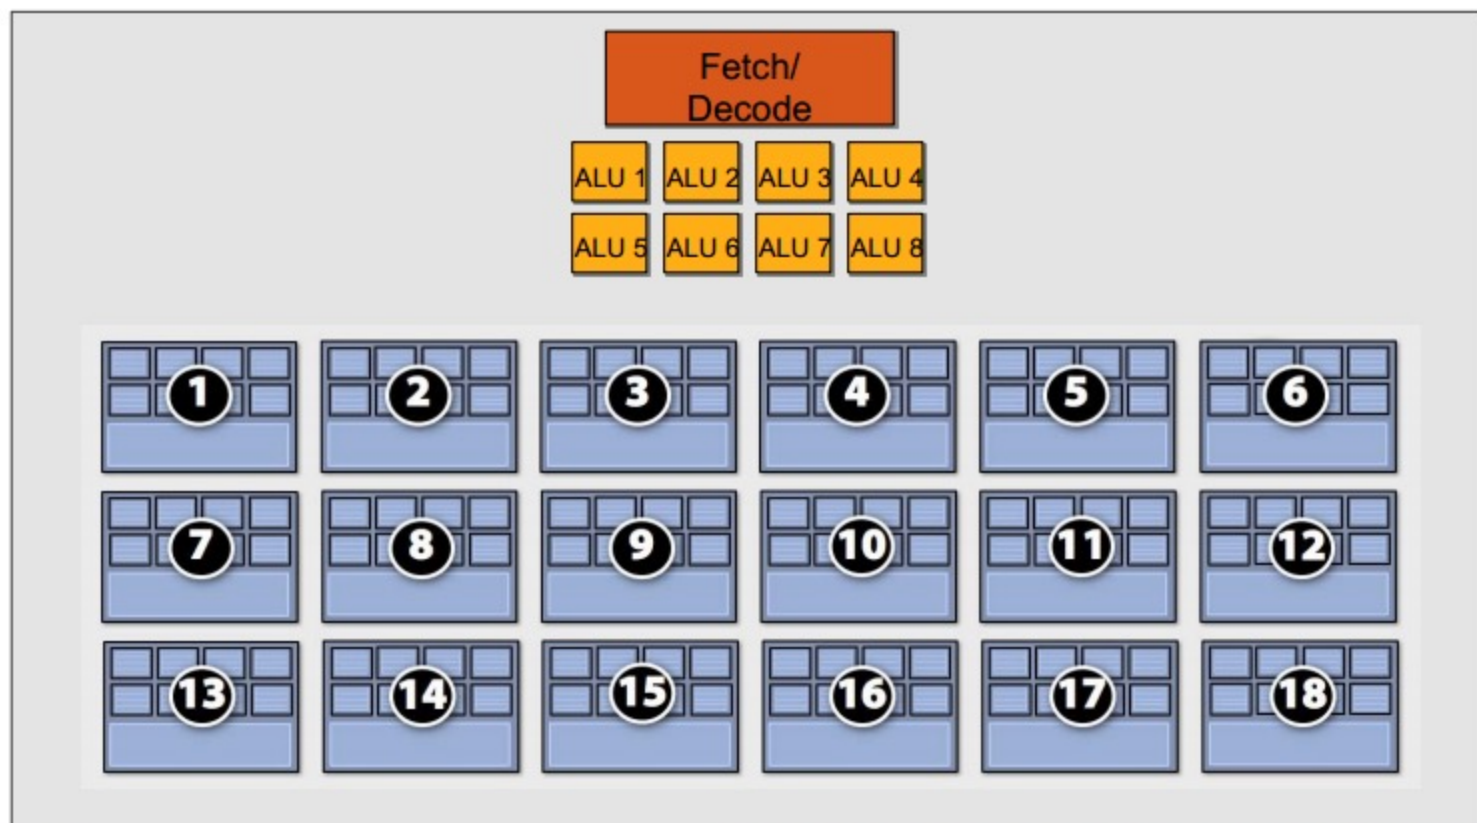 Fetch/
Decode
ALU 1 ALU 2 ALU 3 ALU 4
ALU 5 ALU 6 ALU 7 ALU 8
1 2 3 4 5 6
7 8 9 10 11 12
13 14 15 16 17 18